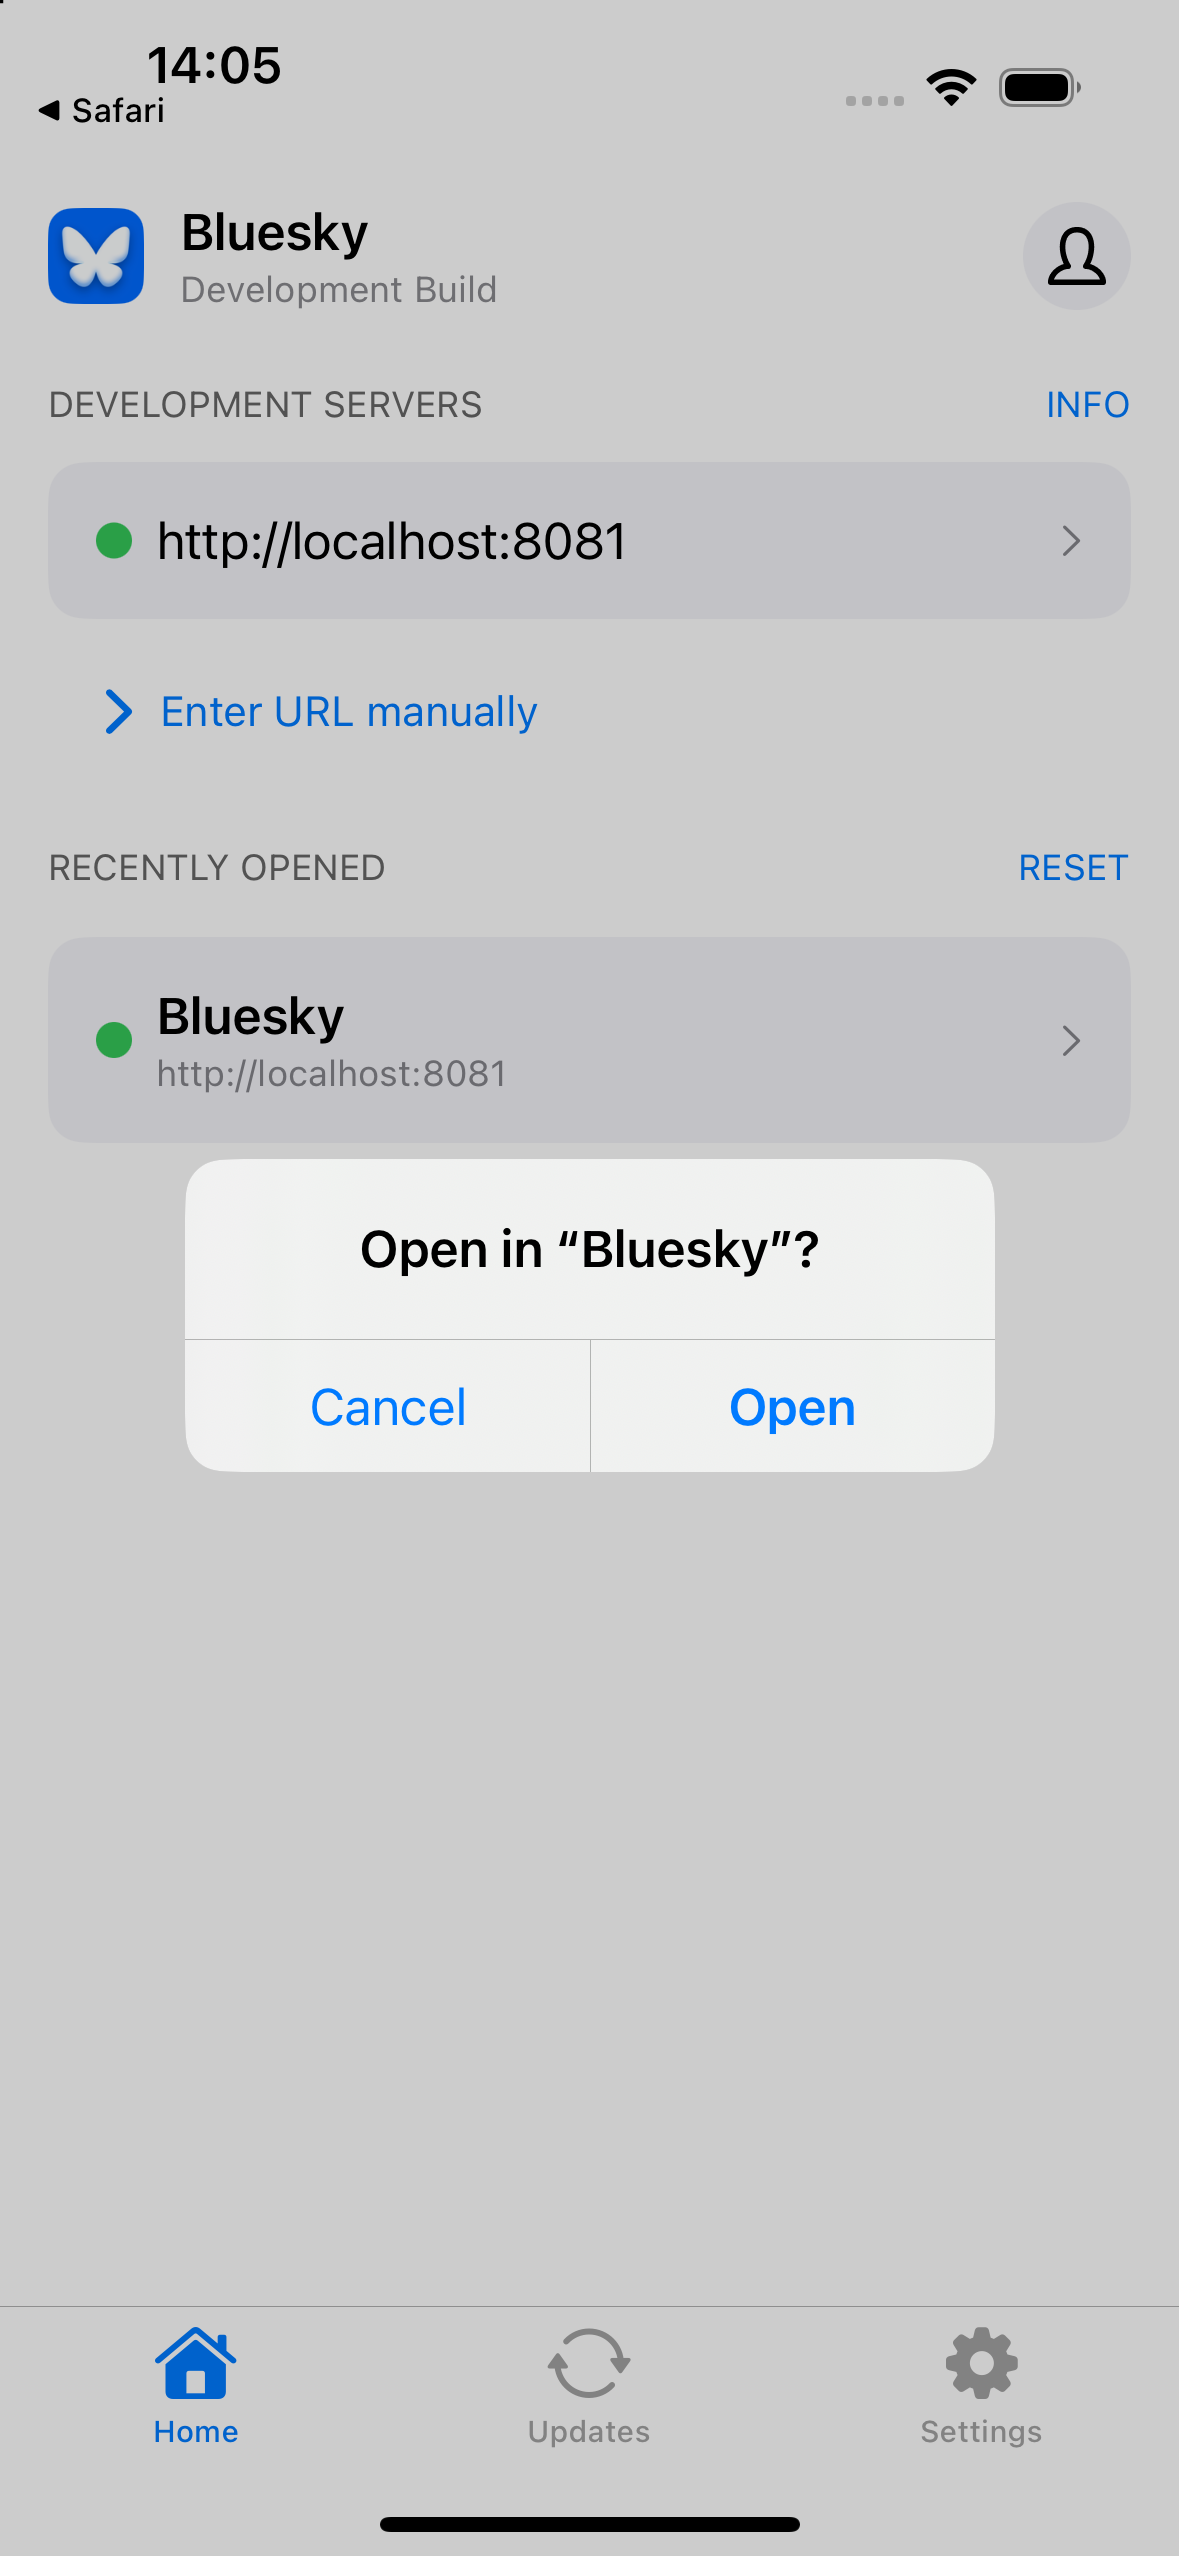 14:05
Safari
Bluesky
Development Build
DEVELOPMENT SERVERS
INFO
http://localhost:8081
Enter URL manually
RECENTLY OPENED
RESET
Bluesky
http://localhost:8081
Open in “Bluesky”?
Cancel
Open
Home
Updates
Settings